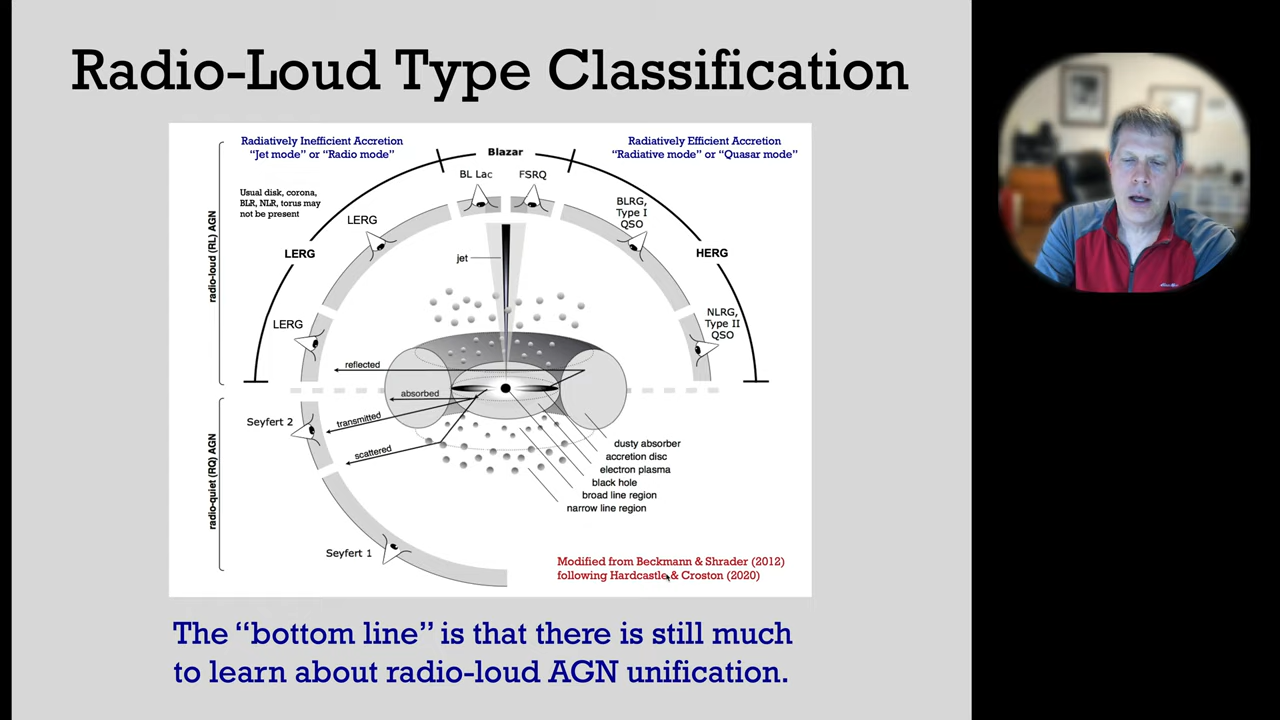 Radio-Loud Type Classification
Radiatively Inefficient Accretion
“Jet mode” or “Radio mode”
Radiatively Efficient Accretion
“Radiative mode” or “Quasar mode”
Blazar
BL Lac
FSRQ
Usual disk, corona,
BLR, NLR, torus may
not be present
LERG
BLRG,
Type I
QSO
radio-loud (RL) AGN
LERG
HERG
jet
LERG
NLRG,
Type II
QSO
reflected
absorbed
transmitted
scattered
Seyfert 2
radio-quiet (RQ) AGN
dusty absorber
accretion disc
electron plasma
black hole
broad line region
narrow line region
Seyfert 1
Modified from Beckmann & Shrader (2012)
following Hardcastle & Croston (2020)
The “bottom line” is that there is still much
to learn about radio-loud AGN unification.